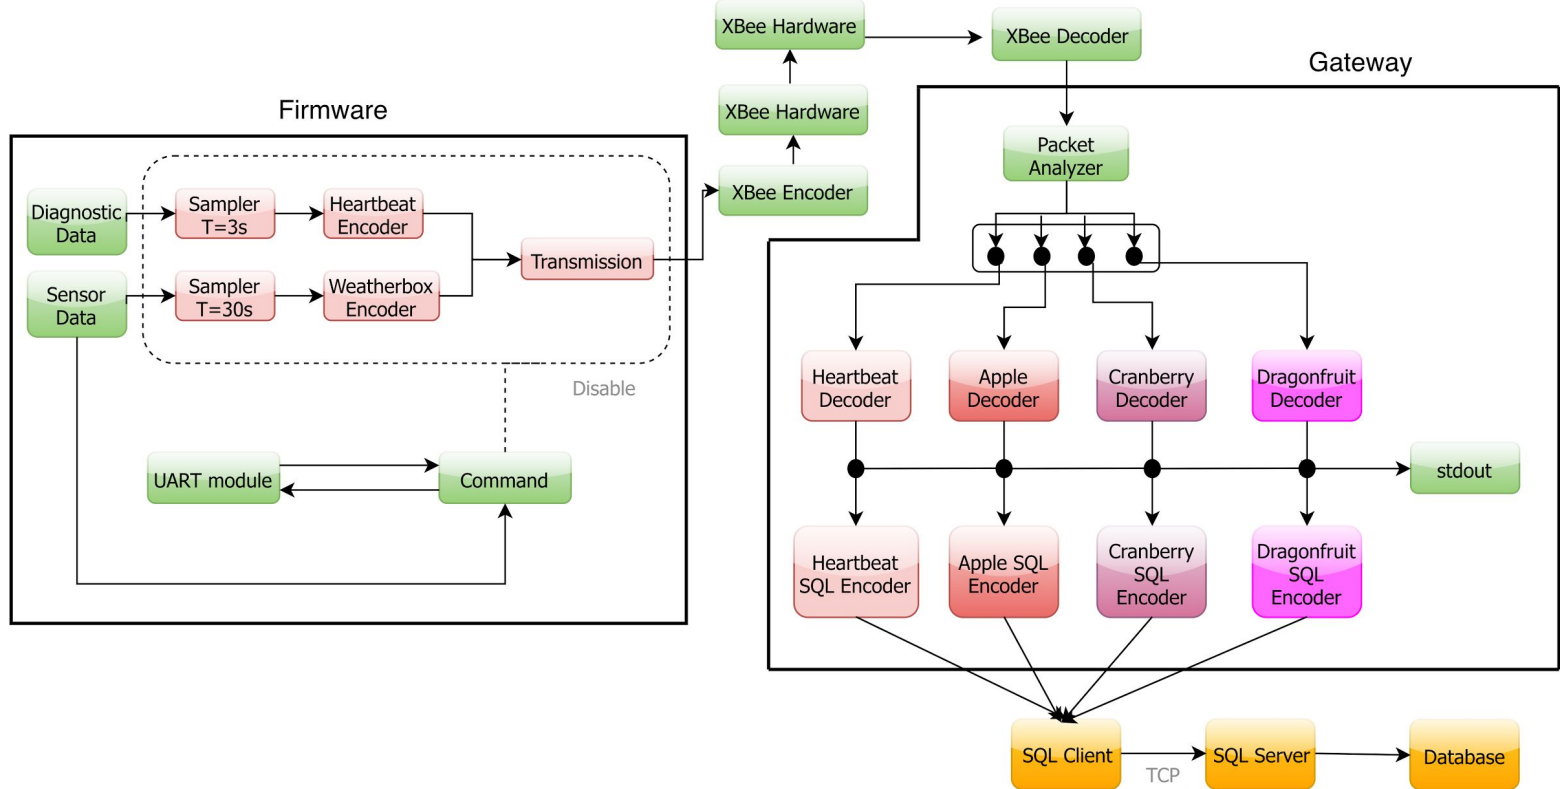 XBee Hardware
XBee Decoder
Gateway
Firmware
XBee Hardware
XBee Encoder
Packet
Analyzer
Diagnostic
Data
Sampler
T=3s
Heartbeat
Encoder
Transmission
Sensor
Data
Sampler
T=30s
Weatherbox
Encoder
Disable
UART module
Command
Heartbeat
Decoder
Apple
Decoder
Cranberry
Decoder
Dragonfruit
Decoder
stdout
Heartbeat
SQL Encoder
Apple SQL
Encoder
Cranberry
SQL
Encoder
Dragonfruit
SQL
Encoder
SQL Client
TCP
SQL Server
Database